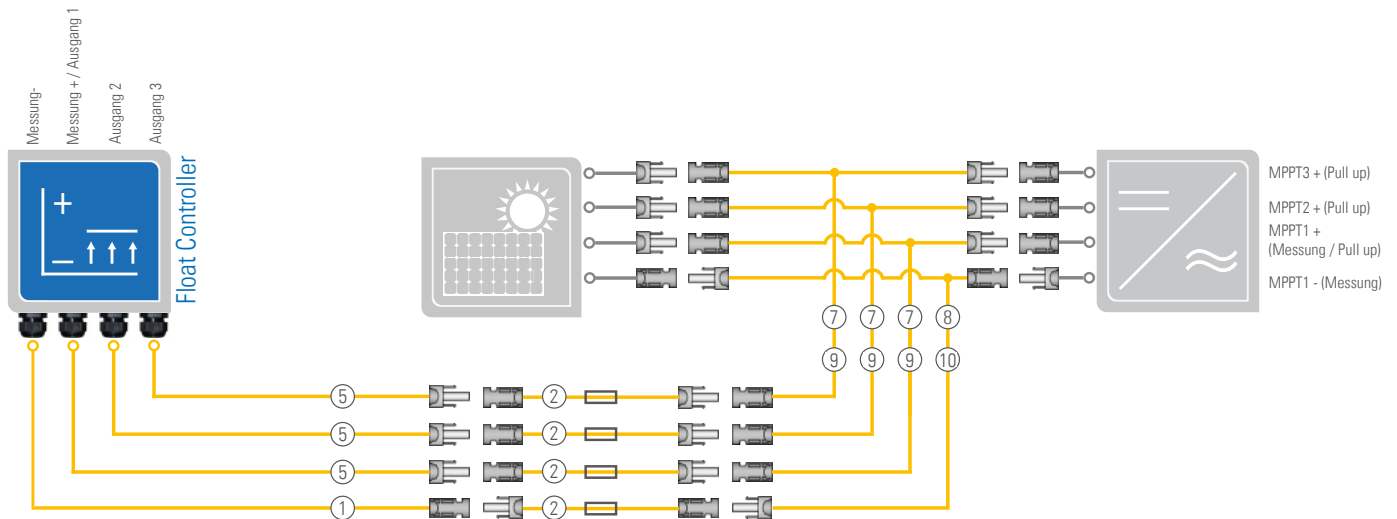 Messung-
Messung + / Ausgang 1
Ausgang 2
Ausgang 3
Float Controller
+
–
MPPT3 + (Pull up)
MPPT2 + (Pull up)
MPPT1 +
(Messung / Pull up)
MPPT1 - (Messung)
7 7 7 8
9 9 9 10
5 2
5 2
5 2
1 2